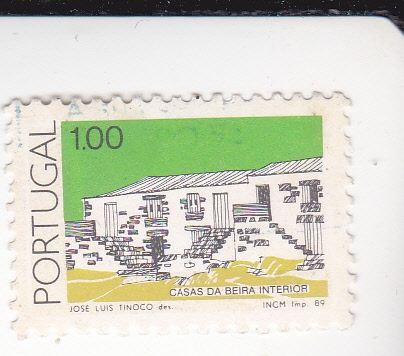 PORTUGAL
1.00
CASAS DA BEIRA INTERIOR
JOSÉ LUIS TINOCO des.
INCM Imp. 89